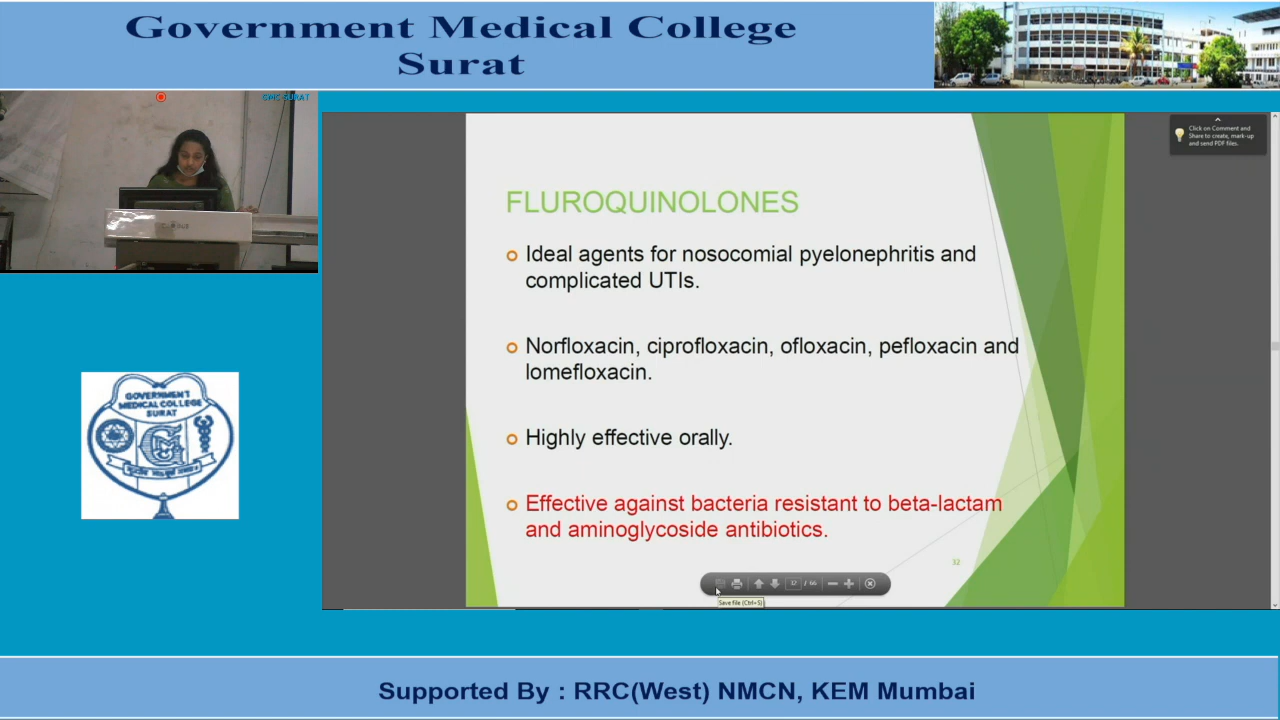 Government Medical College
Surat
GMC SURAT
Click on Comment and
Share to create, mark-up
and send PDF files.
FLUROQUINOLONES
Ideal agents for nosocomial pyelonephritis and
complicated UTIs.
Norfloxacin, ciprofloxacin, ofloxacin, pefloxacin and
lomefloxacin.
Highly effective orally.
Effective against bacteria resistant to beta-lactam
and aminoglycoside antibiotics.
32
32 / 66
Save file (Ctrl+S)
GOVERNMENT
MEDICAL COLLEGE
SURAT
Supported By : RRC(West) NMCN, KEM Mumbai